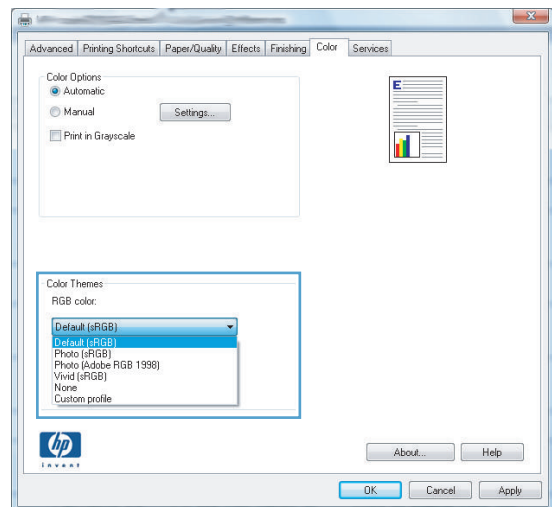 Advanced Printing Shortcuts Paper/Quality Effects Finishing Color Services
Color Options
Automatic
Manual
Settings...
Print in Grayscale
E
Color Themes
RGB color:
Default (sRGB)
Default (sRGB)
Photo (sRGB)
Photo (Adobe RGB 1998)
Vivid (sRGB)
None
Custom profile
hp
invent
About... Help
OK Cancel Apply